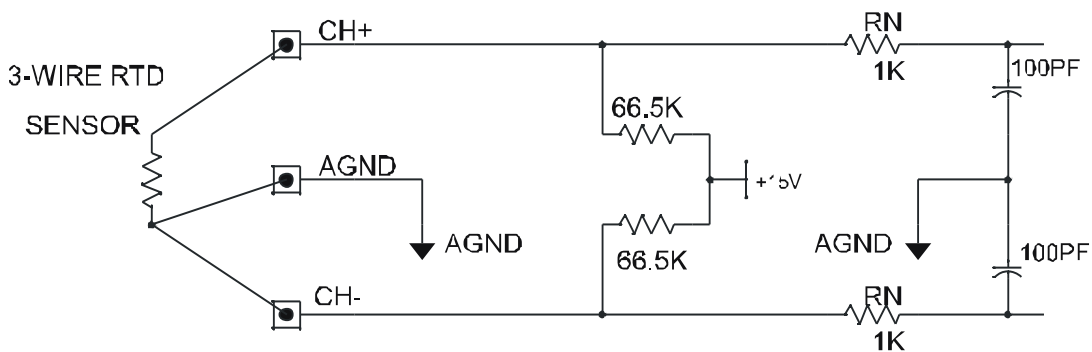 CH+
RN
3-WIRE RTD
1K
100PF
SENSOR
66.5K
AGND
+15V
AGND
AGND
66.5K
100PF
CH-
RN
1K